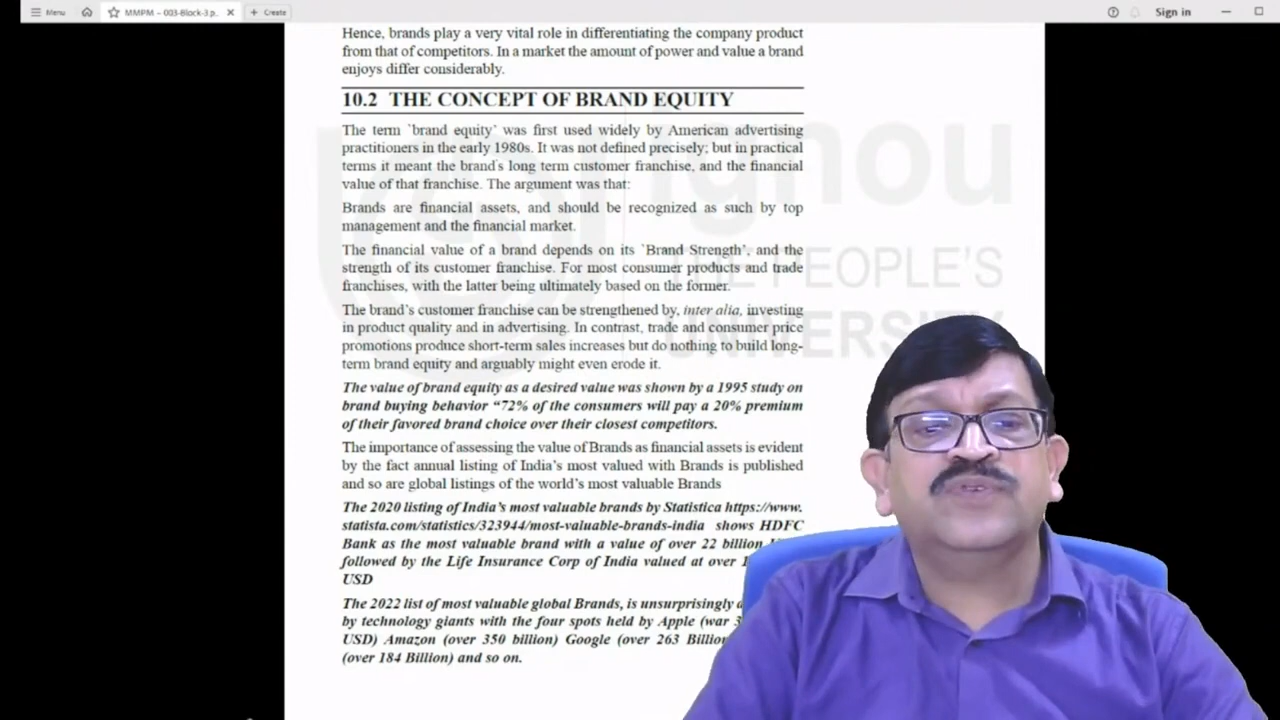 Menu
MMPM – 003-Block-3.p..
Create
Sign in
Hence, brands play a very vital role in differentiating the company product
from that of competitors. In a market the amount of power and value a brand
enjoys differ considerably.
10.2 THE CONCEPT OF BRAND EQUITY
The term `brand equity' was first used widely by American advertising
practitioners in the early 1980s. It was not defined precisely; but in practical
terms it meant the brand's long term customer franchise, and the financial
value of that franchise. The argument was that:
Brands are financial assets, and should be recognized as such by top
management and the financial market.
The financial value of a brand depends on its `Brand Strength', and the
strength of its customer franchise. For most consumer products and trade
franchises, with the latter being ultimately based on the former.
The brand's customer franchise can be strengthened by, inter alia, investing
in product quality and in advertising. In contrast, trade and consumer price
promotions produce short-term sales increases but do nothing to build long-
term brand equity and arguably might even erode it.
The value of brand equity as a desired value was shown by a 1995 study on
brand buying behavior “72% of the consumers will pay a 20% premium
of their favored brand choice over their closest competitors.
The importance of assessing the value of Brands as financial assets is evident
by the fact annual listing of India's most valued with Brands is published
and so are global listings of the world's most valuable Brands
The 2020 listing of India's most valuable brands by Statistica https://www.
statista.com/statistics/323944/most-valuable-brands-india shows HDFC
Bank as the most valuable brand with a value of over 22 billion
followed by the Life Insurance Corp of India valued at over
USD
The 2022 list of most valuable global Brands, is unsurprisingly
by technology giants with the four spots held by Apple (war
USD) Amazon (over 350 billion) Google (over 263 Billion
(over 184 Billion) and so on.
ignou
THE PEOPLE'S
UNIVERSITY